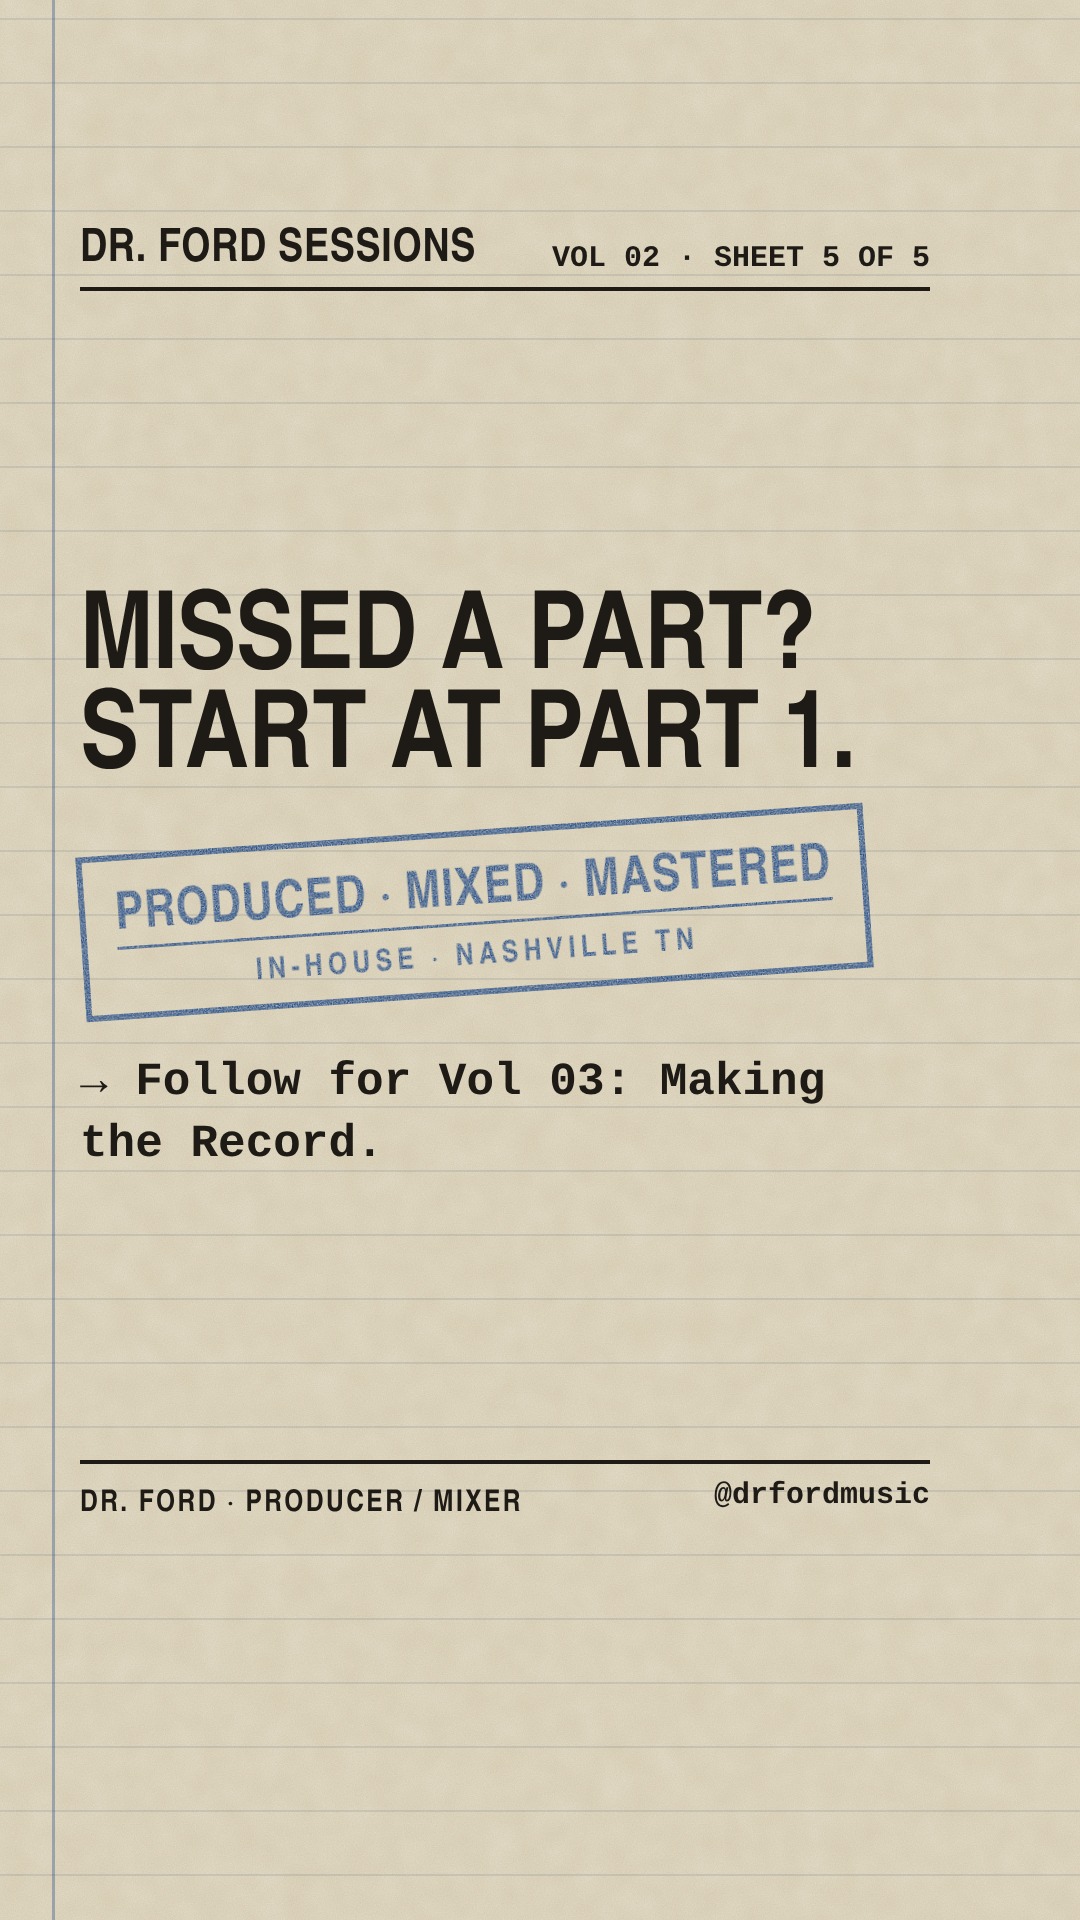 DR. FORD SESSIONS
VOL 02 · SHEET 5 OF 5
MISSED A PART?
START AT PART 1.
PRODUCED · MIXED · MASTERED
IN-HOUSE · NASHVILLE TN
→ Follow for Vol 03: Making
the Record.
DR. FORD · PRODUCER / MIXER
@drfordmusic